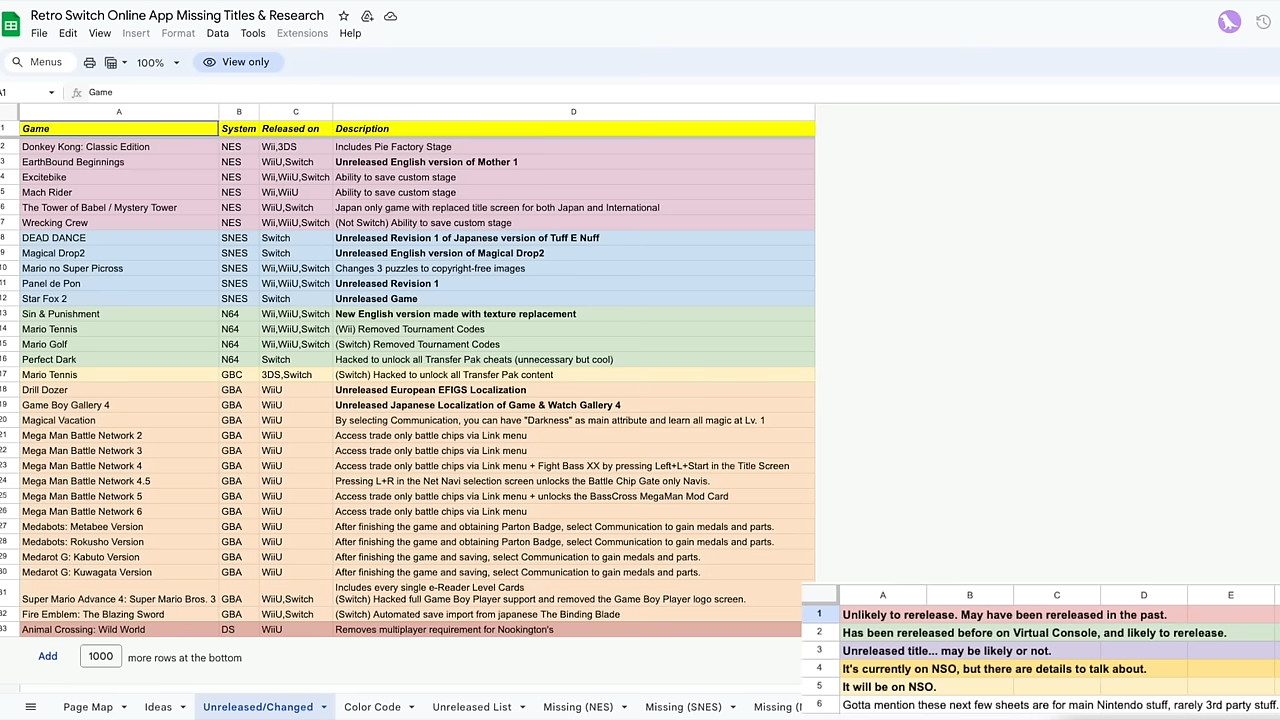 Retro Switch Online App Missing Titles & Research
File Edit View Insert Format Data Tools Extensions Help
Menus 100% View only
A1 fx Game
A B C D
1 Game System Released on Description
2 Donkey Kong: Classic Edition NES Wii,3DS Includes Pie Factory Stage
3 EarthBound Beginnings NES WiiU,Switch Unreleased English version of Mother 1
4 Excitebike NES Wii,WiiU,Switch Ability to save custom stage
5 Mach Rider NES Wii,WiiU Ability to save custom stage
6 The Tower of Babel / Mystery Tower NES WiiU,Switch Japan only game with replaced title screen for both Japan and International
7 Wrecking Crew NES Wii,WiiU,Switch (Not Switch) Ability to save custom stage
8 DEAD DANCE SNES Switch Unreleased Revision 1 of Japanese version of Tuff E Nuff
9 Magical Drop2 SNES Switch Unreleased English version of Magical Drop2
10 Mario no Super Picross SNES Wii,WiiU,Switch Changes 3 puzzles to copyright-free images
11 Panel de Pon SNES Wii,WiiU,Switch Unreleased Revision 1
12 Star Fox 2 SNES Switch Unreleased Game
13 Sin & Punishment N64 Wii,WiiU,Switch New English version made with texture replacement
14 Mario Tennis N64 Wii,WiiU,Switch (Wii) Removed Tournament Codes
15 Mario Golf N64 Wii,WiiU,Switch (Switch) Removed Tournament Codes
16 Perfect Dark N64 Switch Hacked to unlock all Transfer Pak cheats (unnecessary but cool)
17 Mario Tennis GBC 3DS,Switch (Switch) Hacked to unlock all Transfer Pak content
18 Drill Dozer GBA WiiU Unreleased European EFIGS Localization
19 Game Boy Gallery 4 GBA WiiU Unreleased Japanese Localization of Game & Watch Gallery 4
20 Magical Vacation GBA WiiU By selecting Communication, you can have "Darkness" as main attribute and learn all magic at Lv. 1
21 Mega Man Battle Network 2 GBA WiiU Access trade only battle chips via Link menu
22 Mega Man Battle Network 3 GBA WiiU Access trade only battle chips via Link menu
23 Mega Man Battle Network 4 GBA WiiU Access trade only battle chips via Link menu + Fight Bass XX by pressing Left+L+Start in the Title Screen
24 Mega Man Battle Network 4.5 GBA WiiU Pressing L+R in the Net Navi selection screen unlocks the Battle Chip Gate only Navis.
25 Mega Man Battle Network 5 GBA WiiU Access trade only battle chips via Link menu + unlocks the BassCross MegaMan Mod Card
26 Mega Man Battle Network 6 GBA WiiU Access trade only battle chips via Link menu
27 Medabots: Metabee Version GBA WiiU After finishing the game and obtaining Parton Badge, select Communication to gain medals and parts.
28 Medabots: Rokusho Version GBA WiiU After finishing the game and obtaining Parton Badge, select Communication to gain medals and parts.
29 Medarot G: Kabuto Version GBA WiiU After finishing the game and saving, select Communication to gain medals and parts.
30 Medarot G: Kuwagata Version GBA WiiU After finishing the game and saving, select Communication to gain medals and parts.
Includes every single e-Reader Level Cards
31 Super Mario Advance 4: Super Mario Bros. 3 GBA WiiU,Switch (Switch) Hacked full Game Boy Player support and removed the Game Boy Player logo screen.
32 Fire Emblem: The Blazing Sword GBA WiiU,Switch (Switch) Automated save import from japanese The Binding Blade
33 Animal Crossing: Wild World DS WiiU Removes multiplayer requirement for Nookington's
Add 1000 more rows at the bottom
A B C D E
1 Unlikely to rerelease. May have been rereleased in the past.
2 Has been rereleased before on Virtual Console, and likely to rerelease.
3 Unreleased title... may be likely or not.
4 It's currently on NSO, but there are details to talk about.
5 It will be on NSO.
6 Gotta mention these next few sheets are for main Nintendo stuff, rarely 3rd party stuff.
Page Map Ideas Unreleased/Changed Color Code Unreleased List Missing (NES) Missing (SNES) Missing (